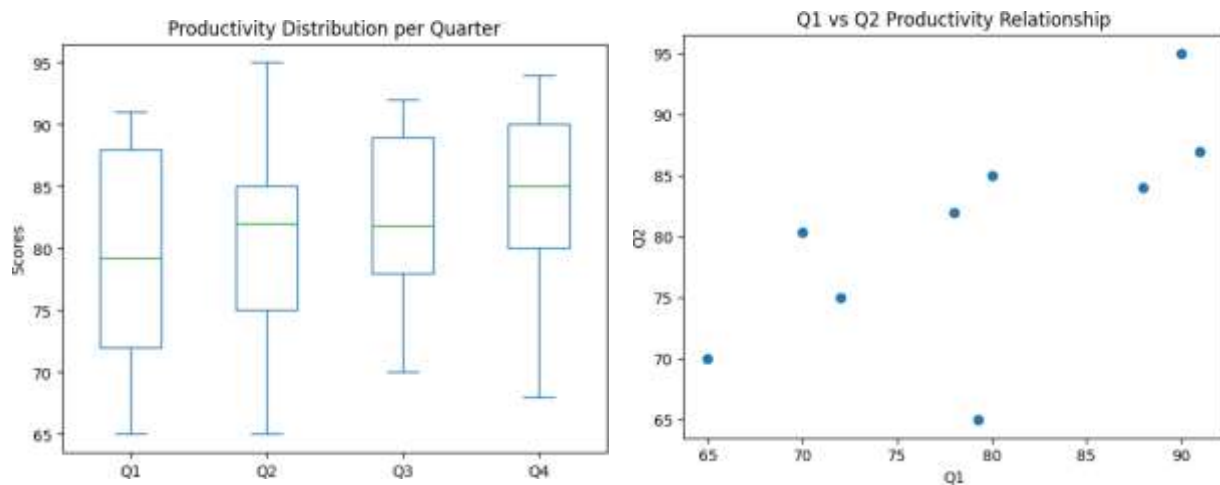 Productivity Distribution per Quarter
Scores
95
90
85
80
75
70
65
Q1 Q2 Q3 Q4
Q1 vs Q2 Productivity Relationship
Q2
95
90
85
80
75
70
65
65 70 75 80 85 90
Q1